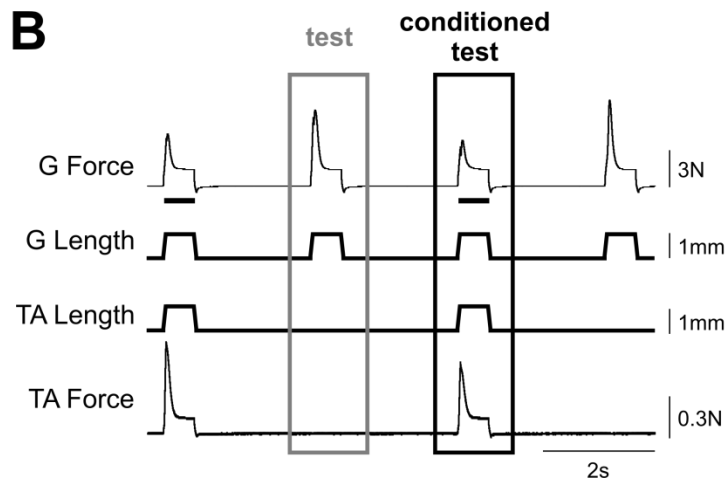 B
test
conditioned
test
G Force
3N
G Length
1mm
TA Length
1mm
TA Force
0.3N
2s